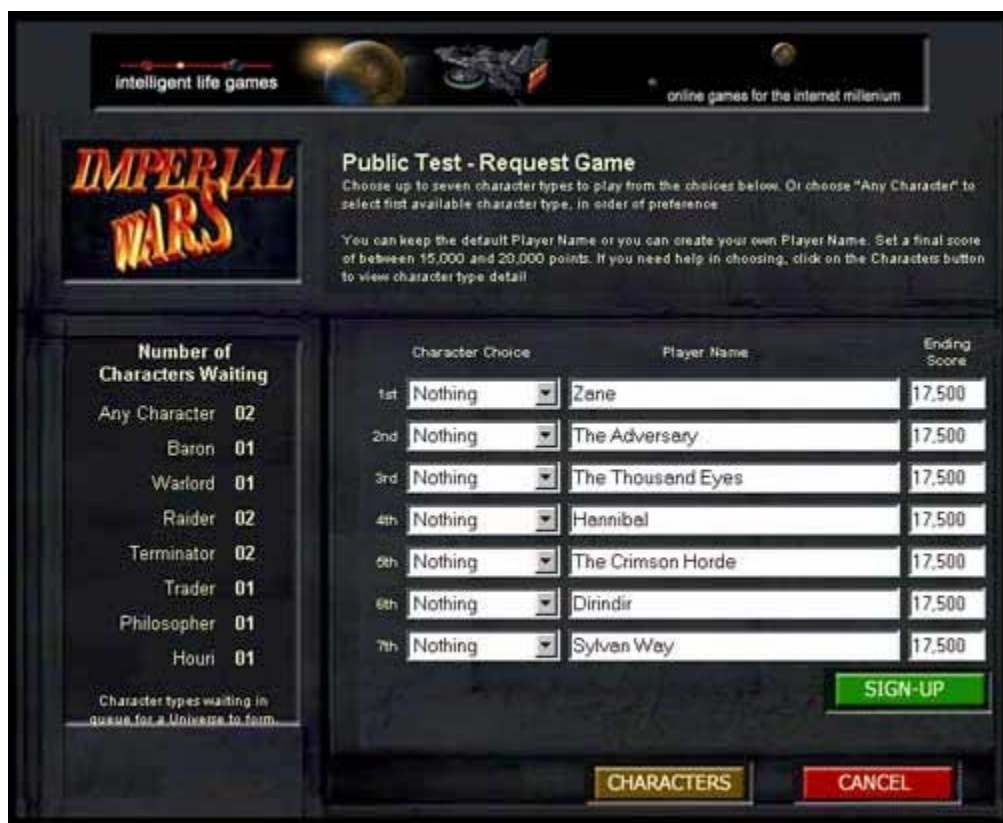 intelligent life games
online games for the internet millenium
IMPERIAL
WARS
Public Test - Request Game
Choose up to seven character types to play from the choices below. Or choose "Any Character" to
select first available character type, in order of preference
You can keep the default Player Name or you can create your own Player Name. Set a final score
of between 15,000 and 20,000 points. If you need help in choosing, click on the Characters button
to view character type detail
Number of
Characters Waiting
Any Character 02
Baron 01
Warlord 01
Raider 02
Terminator 02
Trader 01
Philosopher 01
Houri 01
Character types waiting in
queue for a Universe to form.
Character Choice Player Name Ending
Score
1st Nothing Zane 17,500
2nd Nothing The Adversary 17,500
3rd Nothing The Thousand Eyes 17,500
4th Nothing Hannibal 17,500
5th Nothing The Crimson Horde 17,500
6th Nothing Dirindir 17,500
7th Nothing Sylvan Way 17,500
SIGN-UP
CHARACTERS CANCEL